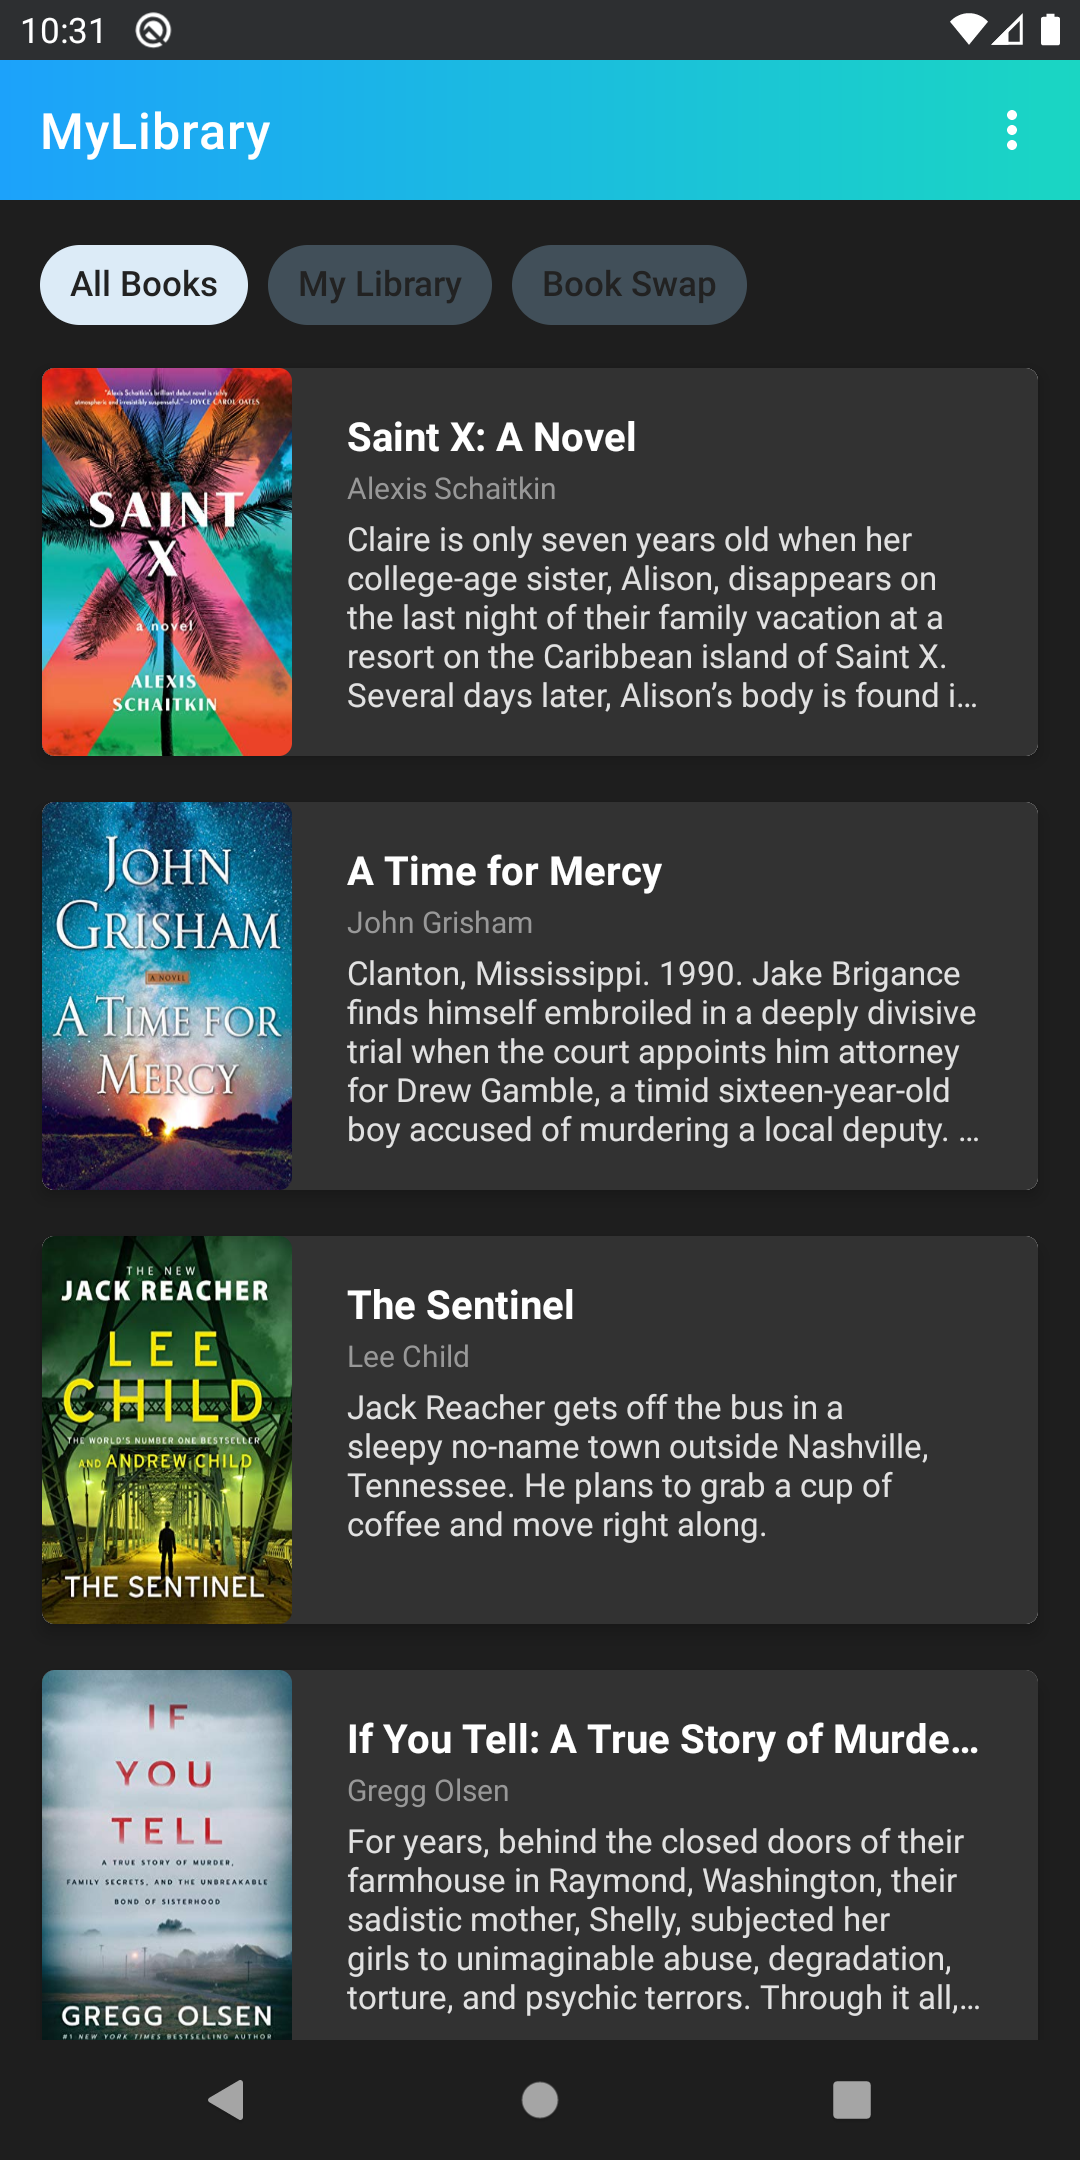 10:31
MyLibrary
All Books
My Library
Book Swap
"Alexis Schaitkin's brilliant debut novel is richly
atmospheric and irresistibly suspenseful."—JOYCE CAROL OATES
SAINT
X
a novel
ALEXIS
SCHAITKIN
Saint X: A Novel
Alexis Schaitkin
Claire is only seven years old when her
college-age sister, Alison, disappears on
the last night of their family vacation at a
resort on the Caribbean island of Saint X.
Several days later, Alison’s body is found i…
JOHN
GRISHAM
A NOVEL
A TIME FOR
MERCY
A Time for Mercy
John Grisham
Clanton, Mississippi. 1990. Jake Brigance
finds himself embroiled in a deeply divisive
trial when the court appoints him attorney
for Drew Gamble, a timid sixteen-year-old
boy accused of murdering a local deputy. …
THE NEW
JACK REACHER
LEE
CHILD
THE WORLD'S NUMBER ONE BESTSELLER
AND ANDREW CHILD
THE SENTINEL
The Sentinel
Lee Child
Jack Reacher gets off the bus in a
sleepy no-name town outside Nashville,
Tennessee. He plans to grab a cup of
coffee and move right along.
IF
YOU
TELL
A TRUE STORY OF MURDER,
FAMILY SECRETS, AND THE UNBREAKABLE
BOND OF SISTERHOOD
GREGG OLSEN
#1 NEW YORK TIMES BESTSELLING AUTHOR
If You Tell: A True Story of Murde…
Gregg Olsen
For years, behind the closed doors of their
farmhouse in Raymond, Washington, their
sadistic mother, Shelly, subjected her
girls to unimaginable abuse, degradation,
torture, and psychic terrors. Through it all,…